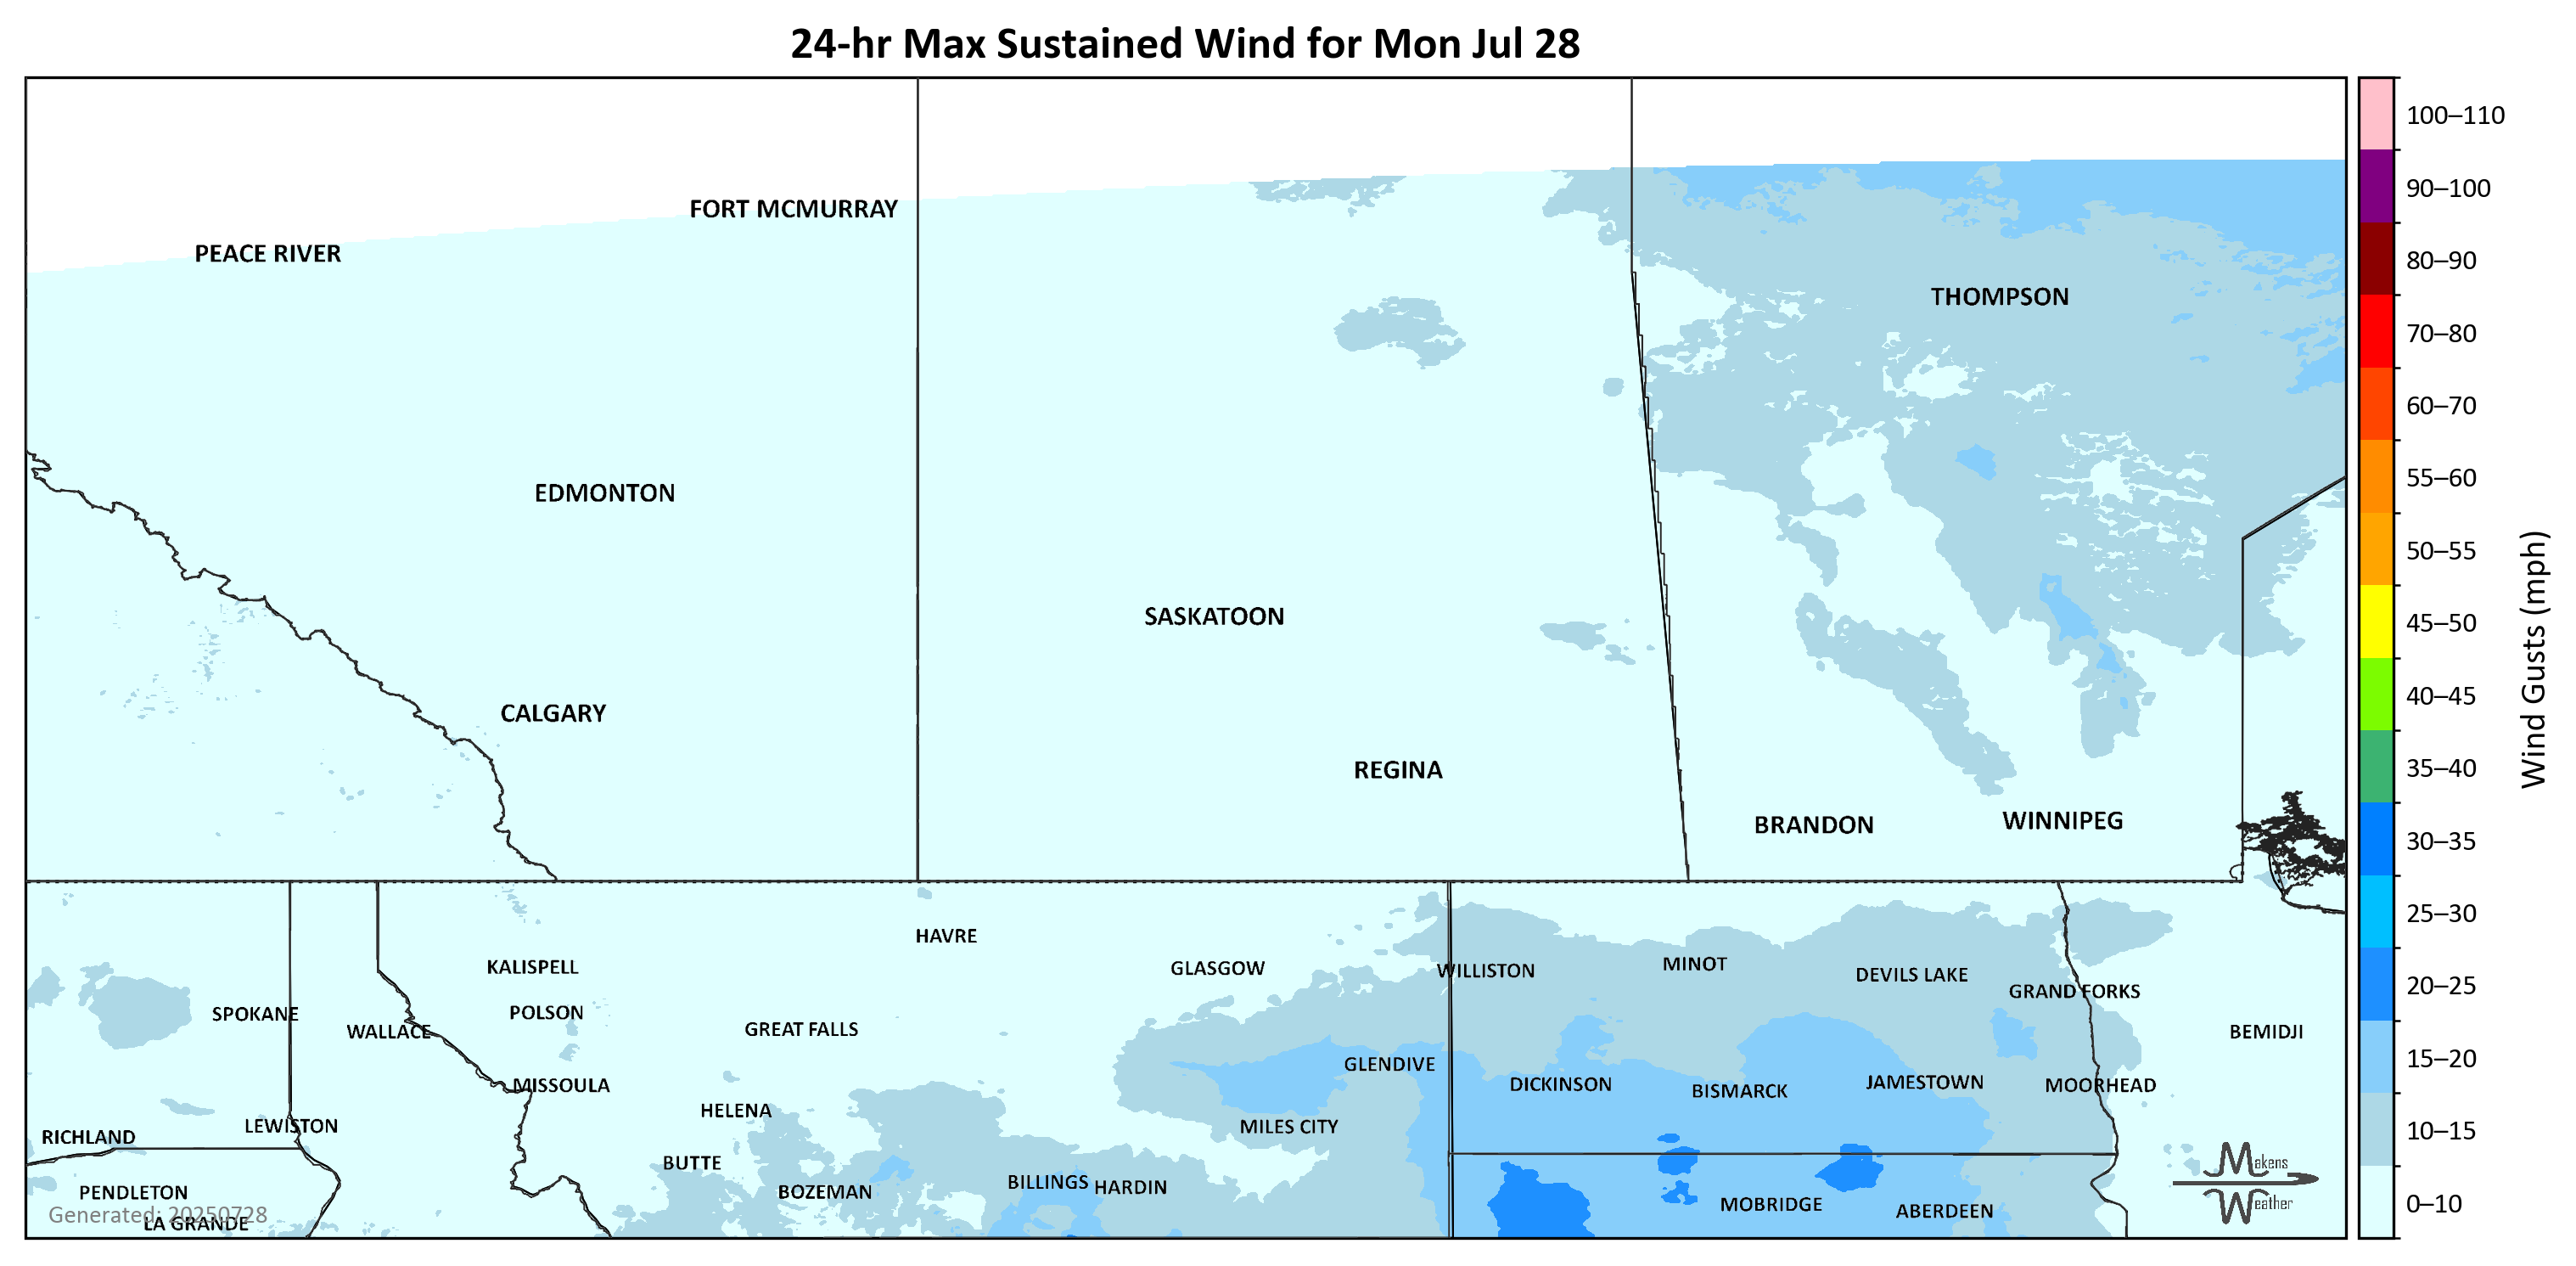 24-hr Max Sustained Wind for Mon Jul 28
100–110
90–100
FORT MCMURRAY
PEACE RIVER
80–90
THOMPSON
70–80
60–70
55–60
EDMONTON
50–55
SASKATOON
45–50
Wind Gusts (mph)
40–45
CALGARY
35–40
REGINA
WINNIPEG
BRANDON
30–35
25–30
HAVRE
MINOT
KALISPELL
GLASGOW
WILLISTON
DEVILS LAKE
20–25
GRAND FORKS
POLSON
SPOKANE
GREAT FALLS
WALLACE
BEMIDJI
15–20
GLENDIVE
JAMESTOWN
DICKINSON
MISSOULA
MOORHEAD
BISMARCK
HELENA
LEWISTON
MILES CITY
10–15
RICHLAND
BUTTE
Makens
BILLINGS
HARDIN
PENDLETON
BOZEMAN
MOBRIDGE
Weather
0–10
ABERDEEN
Generated: 20250728
LA GRANDE